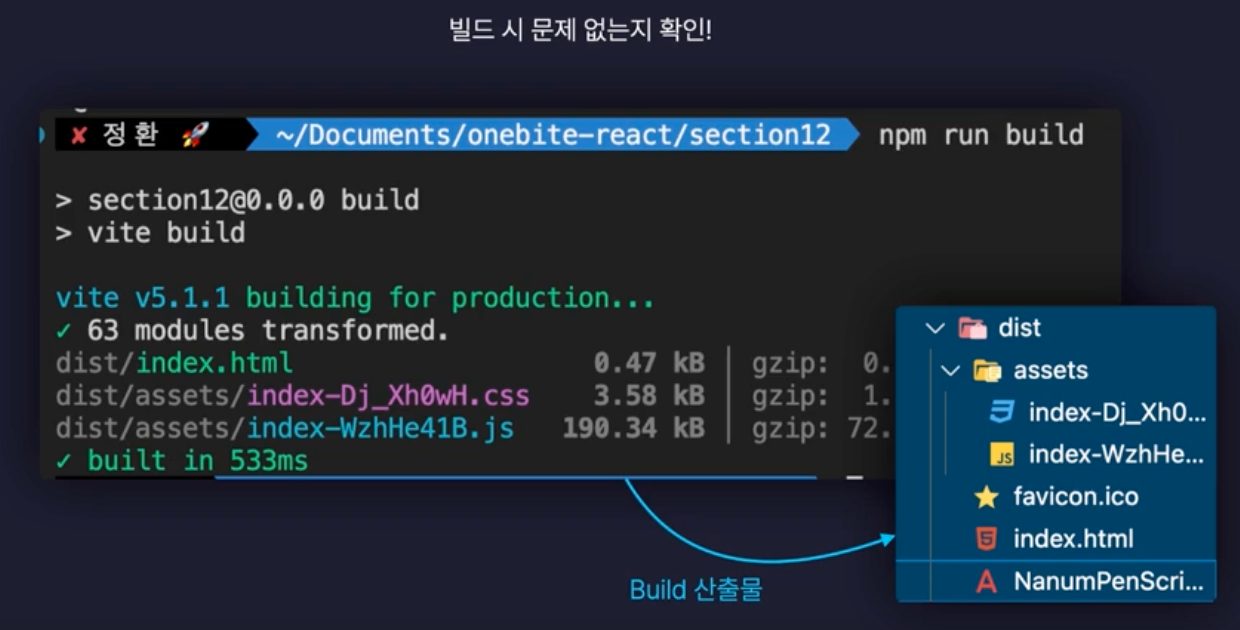 빌드 시 문제 없는지 확인!
✘ 정환 🚀 ~/Documents/onebite-react/section12 npm run build
> section12@0.0.0 build
> vite build
vite v5.1.1 building for production...
✓ 63 modules transformed.
dist/index.html 0.47 kB │ gzip: 0.
dist/assets/index-Dj_Xh0wH.css 3.58 kB │ gzip: 1.
dist/assets/index-WzhHe41B.js 190.34 kB │ gzip: 72.
✓ built in 533ms
Build 산출물
dist
assets
index-Dj_Xh0...
index-WzhHe...
favicon.ico
index.html
NanumPenScri...